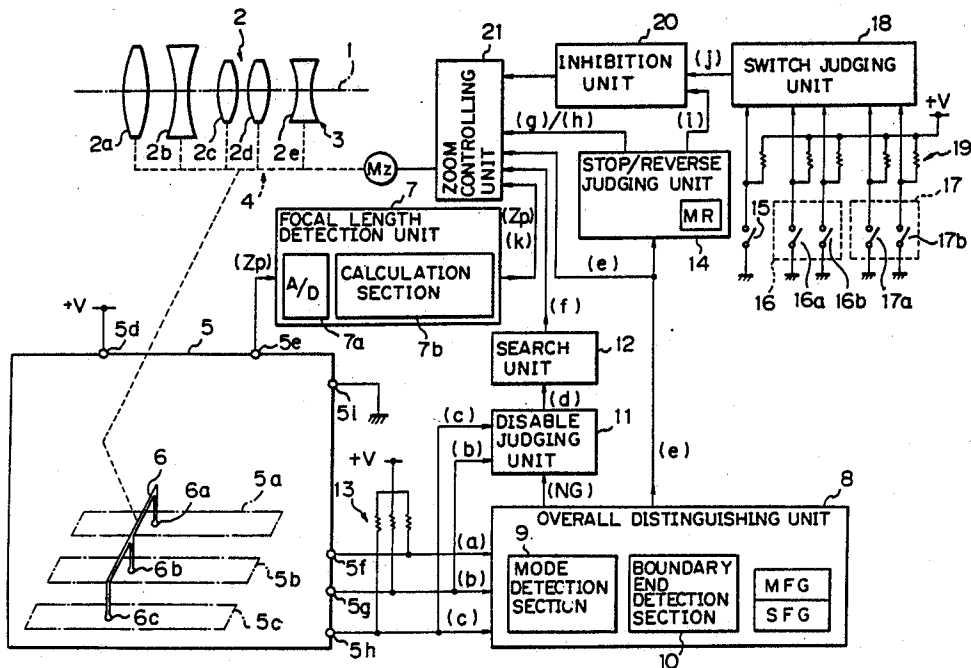 2
1
2a
2b
2c
2d
2e
3
4
Mz
21
ZOOM
CONTROLLING
UNIT
20
INHIBITION
UNIT
(j)
18
SWITCH JUDGING
UNIT
+V
19
(g)/(h)
(i)
STOP/REVERSE
JUDGING UNIT
MR
14
15
16
16a
16b
17
17a
17b
7
FOCAL LENGTH
DETECTION UNIT
(Zp)
A/D
CALCULATION
SECTION
7a
7b
(Zp)
(k)
(e)
(f)
SEARCH
UNIT
12
(d)
(c)
(b)
DISABLE
JUDGING
UNIT
11
(NG)
(e)
+V
5d
5
5e
5i
+V
13
6
6a
6b
6c
5a
5b
5c
5f
5g
5h
(a)
(b)
(c)
8
OVERALL DISTINGUISHING UNIT
9
MODE
DETECTION
SECTION
BOUNDARY
END
DETECTION
SECTION
10
MFG
SFG